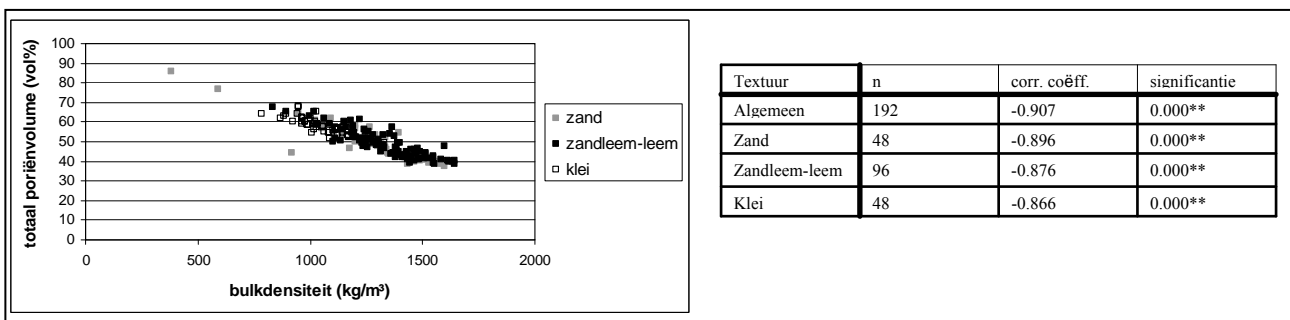 totaal poriënvolume (vol%)
100
90
80
70
60
50
40
30
20
10
0
0 500 1000 1500 2000
bulkdensiteit (kg/m³)
zand
zandleem-leem
klei
Textuur n corr. coëff. significantie
Algemeen 192 -0.907 0.000**
Zand 48 -0.896 0.000**
Zandleem-leem 96 -0.876 0.000**
Klei 48 -0.866 0.000**